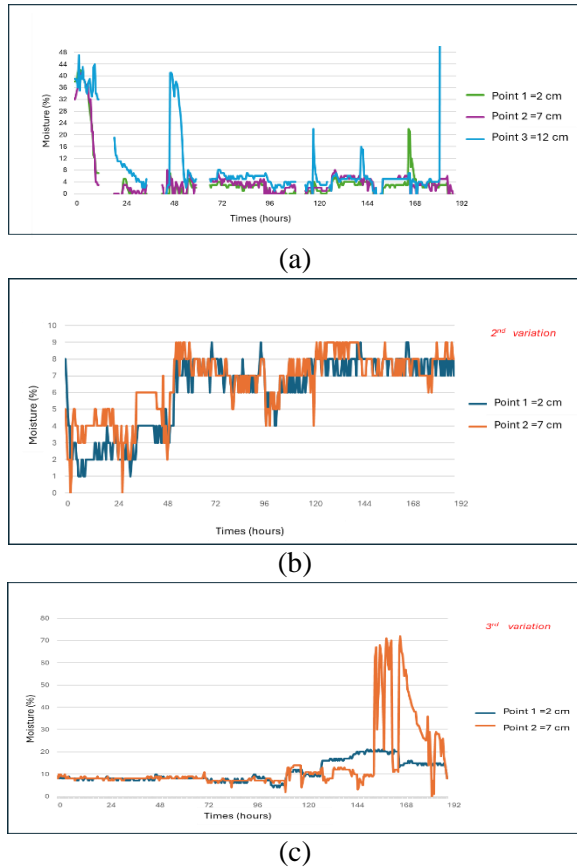 48
44
40
36
32
28
24
20
16
12
8
4
0
Moisture (%)
0 24 48 72 96 120 144 168 192
Times (hours)
Point 1 =2 cm
Point 2 =7 cm
Point 3 =12 cm
(a)
2nd variation
10
9
8
7
6
5
4
3
2
1
0
Moisture (%)
0 24 48 72 96 120 144 168 192
Times (hours)
Point 1 =2 cm
Point 2 =7 cm
(b)
3rd variation
80
70
60
50
40
30
20
10
0
Moisture (%)
0 24 48 72 96 120 144 168 192
Times (hours)
Point 1 =2 cm
Point 2 =7 cm
(c)